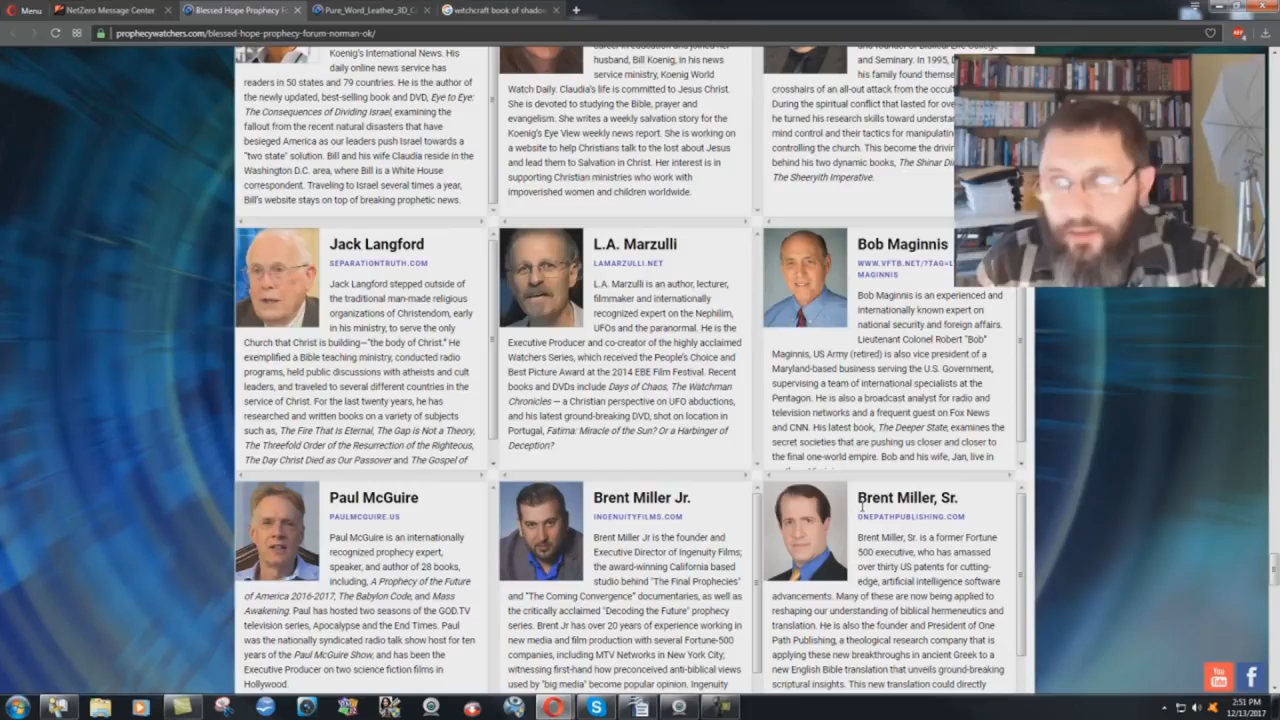 Menu
NetZero Message Center
Blessed Hope Prophecy F
Pure_Word_Leather_3D_C
witchcraft book of shadow
prophecywatchers.com/blessed-hope-prophecy-forum-norman-ok/
Koenig's International News. His
daily online news service has
readers in 50 states and 79 countries. He is the author of
the newly updated, best-selling book and DVD, Eye to Eye:
The Consequences of Dividing Israel, examining the
fallout from the recent natural disasters that have
besieged America as our leaders push Israel towards a
"two state" solution. Bill and his wife Claudia reside in the
Washington D.C. area, where Bill is a White House
correspondent. Traveling to Israel several times a year,
Bill's website stays on top of breaking prophetic news.
career in education and joined her
husband, Bill Koenig, in his news
service ministry, Koenig World
Watch Daily. Claudia's life is committed to Jesus Christ.
She is devoted to studying the Bible, prayer and
evangelism. She writes a weekly salvation story for the
Koenig's Eye View weekly news report. She is working on
a website to help Christians talk to the lost about Jesus
and lead them to Salvation in Christ. Her interest is in
supporting Christian ministries who work with
impoverished women and children worldwide.
and founder of Biblical Life College
and Seminary. In 1995, D
his family found themse
crosshairs of an all-out attack from the occult
During the spiritual conflict that lasted for ove
he turned his research skills toward understan
mind control and their tactics for manipulating
controlling the church. This become the driving
behind his two dynamic books, The Shinar Di
The Sheeryith Imperative.
Jack Langford
SEPARATIONTRUTH.COM
Jack Langford stepped outside of
the traditional man-made religious
organizations of Christendom, early
in his ministry, to serve the only
Church that Christ is building—"the body of Christ." He
exemplified a Bible teaching ministry, conducted radio
programs, held public discussions with atheists and cult
leaders, and traveled to several different countries in the
service of Christ. For the last twenty years, he has
researched and written books on a variety of subjects
such as, The Fire That Is Eternal, The Gap is Not a Theory,
The Threefold Order of the Resurrection of the Righteous,
The Day Christ Died as Our Passover and The Gospel of
L.A. Marzulli
LAMARZULLI.NET
L.A. Marzulli is an author, lecturer,
filmmaker and internationally
recognized expert on the Nephilim,
UFOs and the paranormal. He is the
Executive Producer and co-creator of the highly acclaimed
Watchers Series, which received the People's Choice and
Best Picture Award at the 2014 EBE Film Festival. Recent
books and DVDs include Days of Chaos, The Watchman
Chronicles — a Christian perspective on UFO abductions,
and his latest ground-breaking DVD, shot on location in
Portugal, Fatima: Miracle of the Sun? Or a Harbinger of
Deception?
Bob Maginnis
WWW.VFTB.NET/?TAG=L
MAGINNIS
Bob Maginnis is an experienced and
internationally known expert on
national security and foreign affairs.
Lieutenant Colonel Robert "Bob"
Maginnis, US Army (retired) is also vice president of a
Maryland-based business serving the U.S. Government,
supervising a team of international specialists at the
Pentagon. He is also a broadcast analyst for radio and
television networks and a frequent guest on Fox News
and CNN. His latest book, The Deeper State, examines the
secret societies that are pushing us closer and closer to
the final one-world empire. Bob and his wife, Jan, live in
Paul McGuire
PAULMCGUIRE.US
Paul McGuire is an internationally
recognized prophecy expert,
speaker, and author of 28 books,
including, A Prophecy of the Future
of America 2016-2017, The Babylon Code, and Mass
Awakening. Paul has hosted two seasons of the GOD.TV
television series, Apocalypse and the End Times. Paul
was the nationally syndicated radio talk show host for ten
years of the Paul McGuire Show, and has been the
Executive Producer on two science fiction films in
Hollywood.
Brent Miller Jr.
INGENUITYFILMS.COM
Brent Miller Jr is the founder and
Executive Director of Ingenuity Films;
the award-winning California based
studio behind "The Final Prophecies"
and "The Coming Convergence" documentaries, as well as
the critically acclaimed "Decoding the Future" prophecy
series. Brent Jr has over 20 years of experience working in
new media and film production with several Fortune-500
companies, including MTV Networks in New York City;
witnessing first-hand how preconceived anti-biblical views
used by "big media" become popular opinion. Ingenuity
Brent Miller, Sr.
ONEPATHPUBLISHING.COM
Brent Miller, Sr. is a former Fortune
500 executive, who has amassed
over thirty US patents for cutting-
edge, artificial intelligence software
advancements. Many of these are now being applied to
reshaping our understanding of biblical hermeneutics and
translation. He is also the founder and President of One
Path Publishing, a theological research company that is
applying these new breakthroughs in ancient Greek to a
new English Bible translation that unveils ground-breaking
scriptural insights. This new translation could directly
You
Tube
2:51 PM
12/13/2017